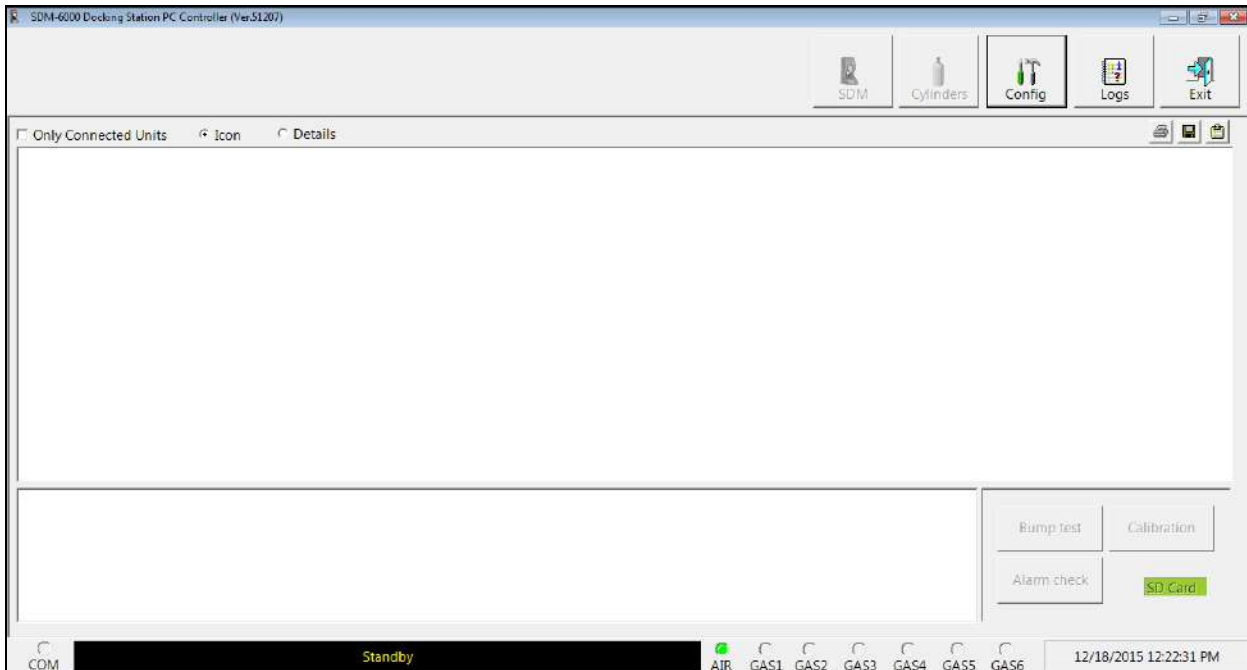 SDM-6000 Docking Station PC Controller (Ver.51207)
SDM Cylinders Config Logs Exit
Only Connected Units Icon Details
Bump test Calibration
Alarm check SD Card
COM Standby AIR GAS1 GAS2 GAS3 GAS4 GAS5 GAS6 12/18/2015 12:22:31 PM